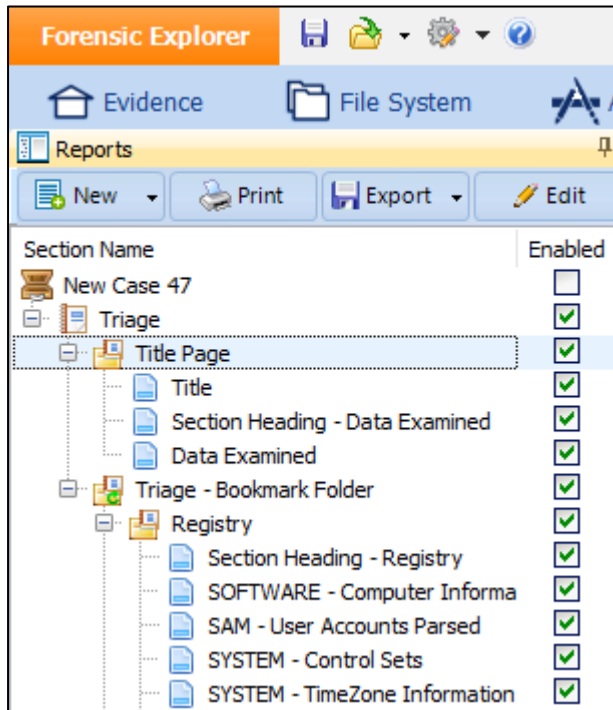 Forensic Explorer
Evidence File System
Reports
New Print Export Edit
Section Name Enabled
New Case 47
Triage
Title Page
Title
Section Heading - Data Examined
Data Examined
Triage - Bookmark Folder
Registry
Section Heading - Registry
SOFTWARE - Computer Informa
SAM - User Accounts Parsed
SYSTEM - Control Sets
SYSTEM - TimeZone Information